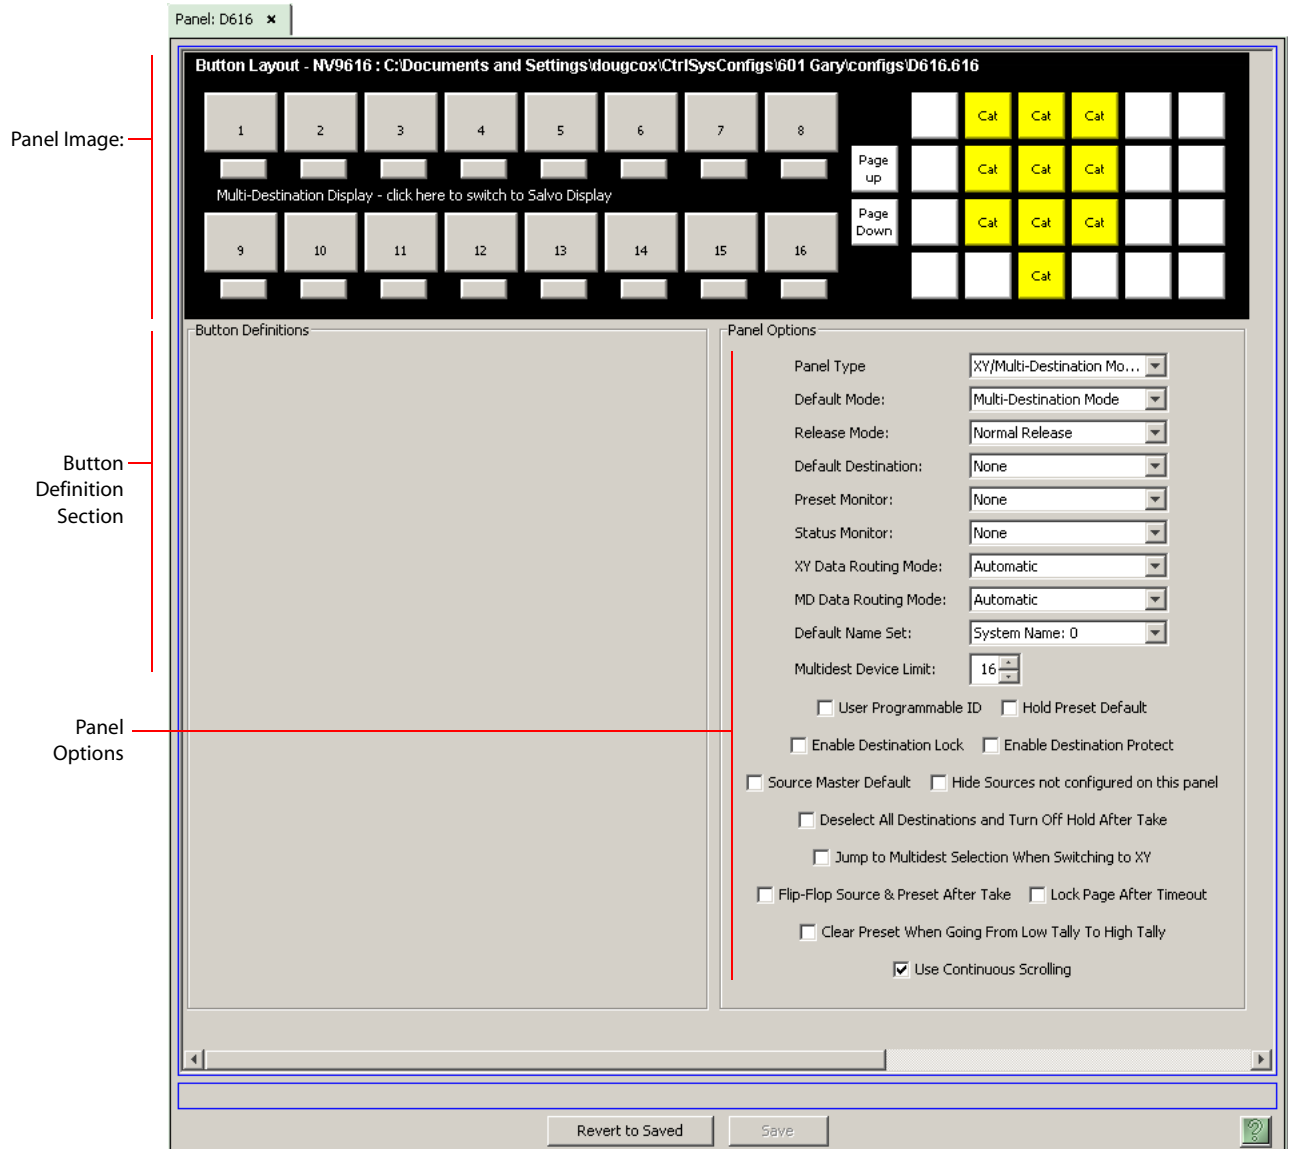 Panel: D616 ×
Button Layout - NV9616 : C:\Documents and Settings\dougcox\CtrlSysConfigs\601 Gary\configs\D616.616
Panel Image:
1 2 3 4 5 6 7 8
Cat Cat Cat
Page up
Cat Cat Cat
Multi-Destination Display - click here to switch to Salvo Display
Page Down
Cat Cat Cat
9 10 11 12 13 14 15 16
Cat
Button Definitions
Panel Options
Panel Type XY/Multi-Destination Mo...
Default Mode: Multi-Destination Mode
Release Mode: Normal Release
Button Definition Section
Default Destination: None
Preset Monitor: None
Status Monitor: None
XY Data Routing Mode: Automatic
MD Data Routing Mode: Automatic
Default Name Set: System Name: 0
Multidest Device Limit: 16
User Programmable ID Hold Preset Default
Panel Options
Enable Destination Lock Enable Destination Protect
Source Master Default Hide Sources not configured on this panel
Deselect All Destinations and Turn Off Hold After Take
Jump to Multidest Selection When Switching to XY
Flip-Flop Source & Preset After Take Lock Page After Timeout
Clear Preset When Going From Low Tally To High Tally
Use Continuous Scrolling
Revert to Saved Save ?